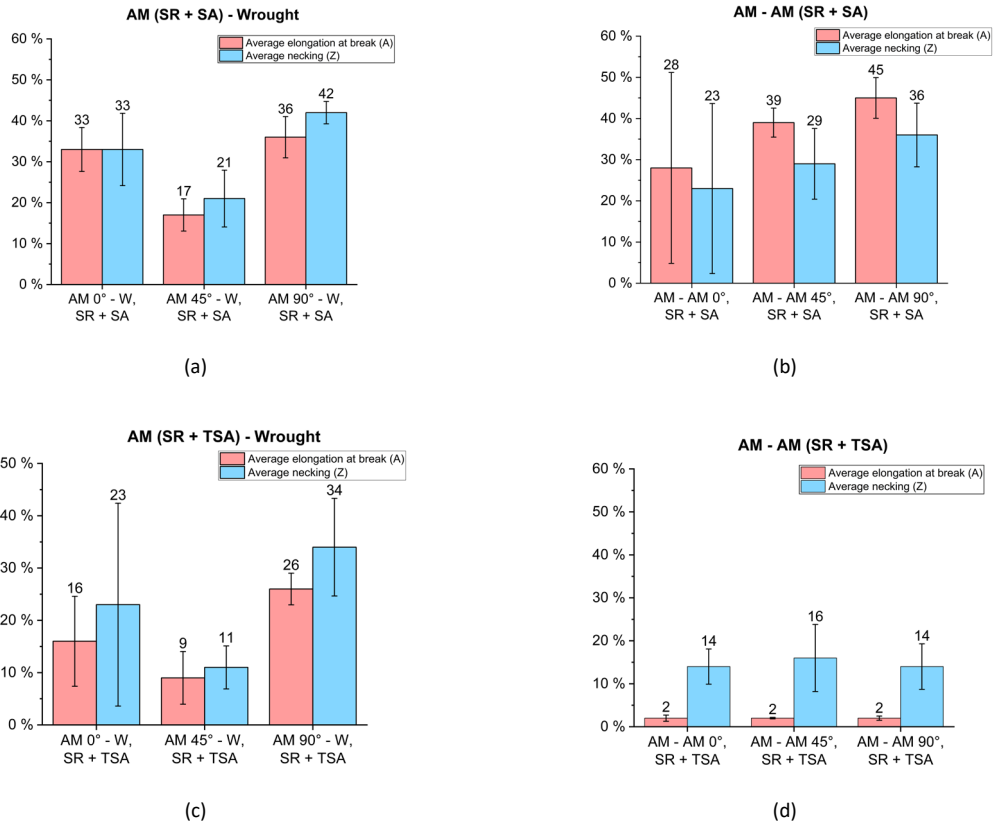 AM (SR + SA) - Wrought
Average elongation at break (A)
Average necking (Z)
60 %
50 %
40 %
30 %
20 %
10 %
0 %
33
33
17
21
36
42
AM 0° - W,
SR + SA
AM 45° - W,
SR + SA
AM 90° - W,
SR + SA
(a)
AM - AM (SR + SA)
Average elongation at break (A)
Average necking (Z)
60 %
50 %
40 %
30 %
20 %
10 %
0 %
28
23
39
29
45
36
AM - AM 0°,
SR + SA
AM - AM 45°,
SR + SA
AM - AM 90°,
SR + SA
(b)
AM (SR + TSA) - Wrought
Average elongation at break (A)
Average necking (Z)
50 %
40 %
30 %
20 %
10 %
0 %
16
23
9
11
26
34
AM 0° - W,
SR + TSA
AM 45° - W,
SR + TSA
AM 90° - W,
SR + TSA
(c)
AM - AM (SR + TSA)
Average elongation at break (A)
Average necking (Z)
60 %
50 %
40 %
30 %
20 %
10 %
0 %
2
14
2
16
2
14
AM - AM 0°,
SR + TSA
AM - AM 45°,
SR + TSA
AM - AM 90°,
SR + TSA
(d)